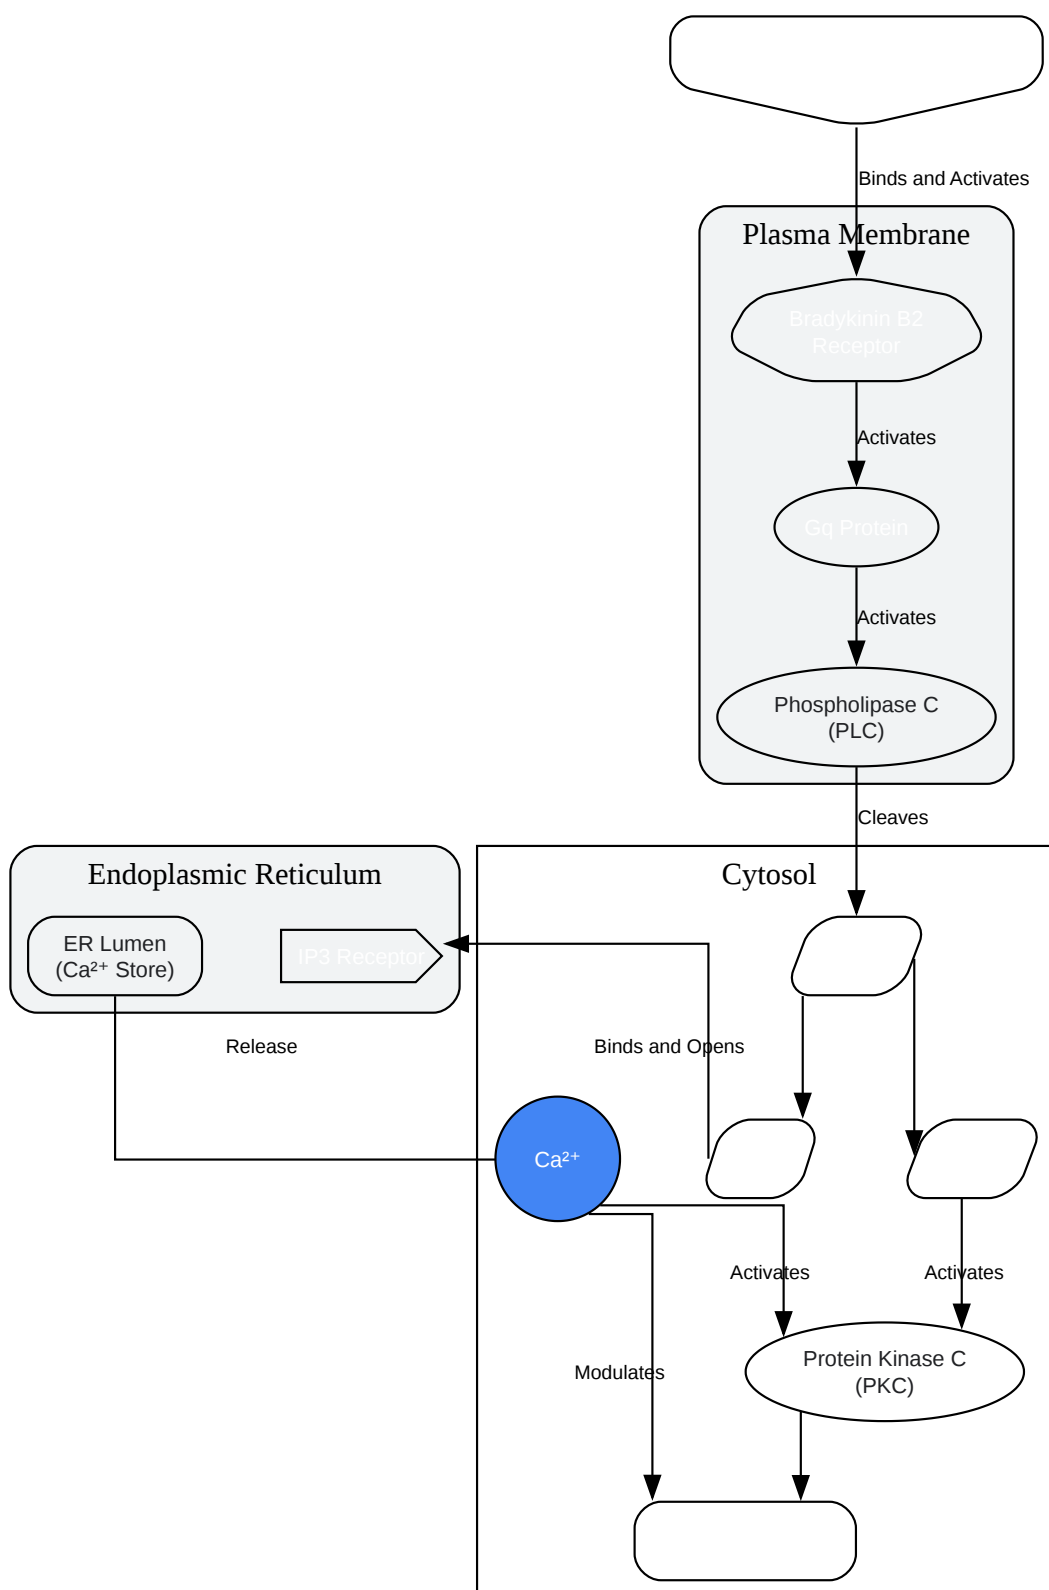 Binds and Activates
Plasma Membrane
Bradykinin B2
Receptor
Activates
Gq Protein
Activates
Phospholipase C
(PLC)
Cleaves
Endoplasmic Reticulum
Cytosol
ER Lumen
(Ca²⁺ Store)
IP3 Receptor
Release
Binds and Opens
Ca²⁺
Activates
Activates
Protein Kinase C
(PKC)
Modulates